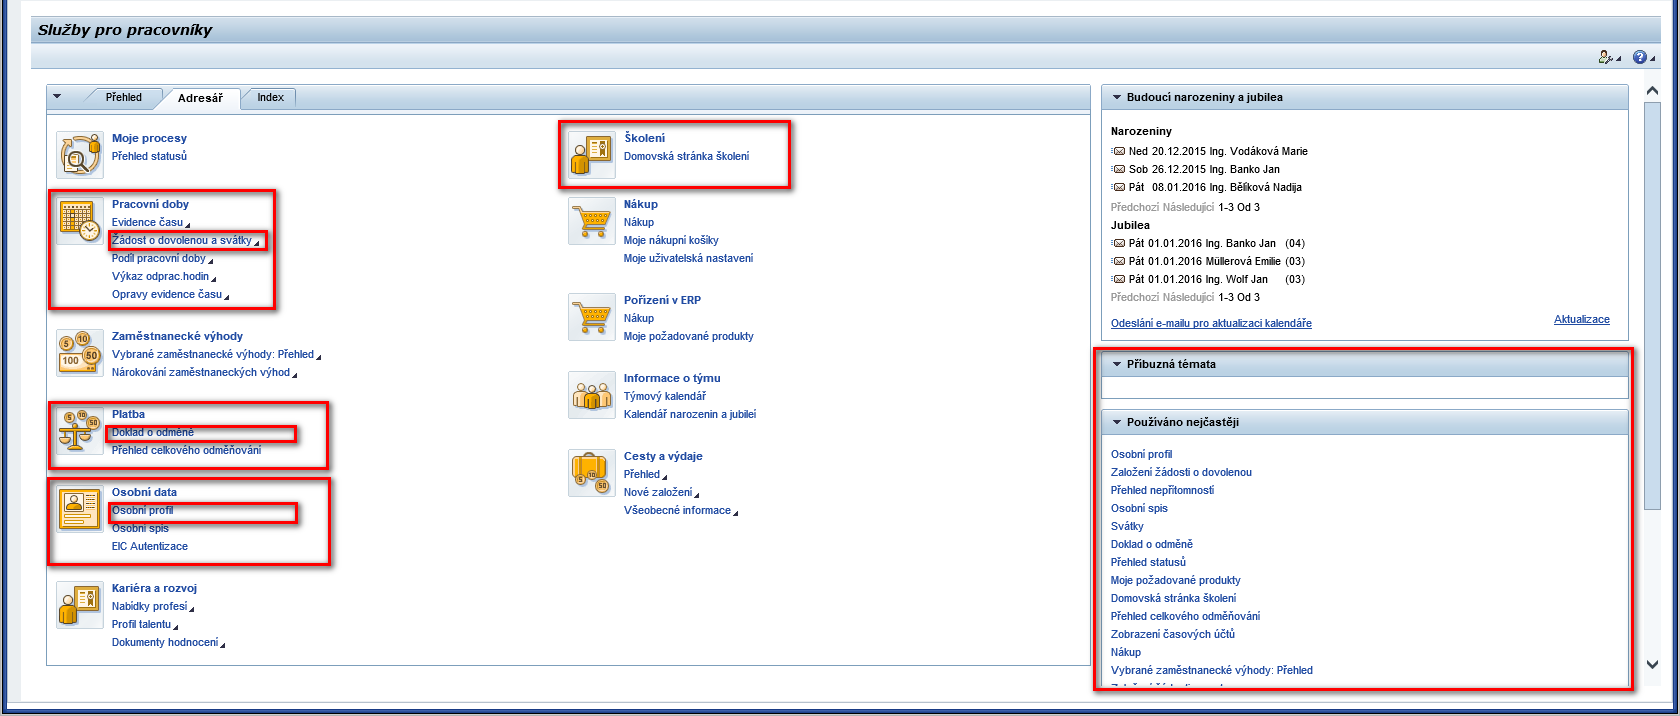 Služby pro pracovníky
Přehled
Adresář
Index
Moje procesy
Přehled statusů
Pracovní doby
Evidence času
Žádost o dovolenou a svátky
Podíl pracovní doby
Výkaz odprac.hodin
Opravy evidence času
Zaměstnanecké výhody
Vybrané zaměstnanecké výhody: Přehled
Nárokování zaměstnaneckých výhod
Platba
Doklad o odměně
Přehled celkového odměňování
Osobní data
Osobní profil
Osobní spis
EIC Autentizace
Kariéra a rozvoj
Nabídky profesí
Profil talentu
Dokumenty hodnocení
Školení
Domovská stránka školení
Nákup
Nákup
Moje nákupní košíky
Moje uživatelská nastavení
Pořízení v ERP
Nákup
Moje požadované produkty
Informace o týmu
Týmový kalendář
Kalendář narozenin a jubileí
Cesty a výdaje
Přehled
Nové založení
Všeobecné informace
Budoucí narozeniny a jubilea
Narozeniny
Ned 20.12.2015 Ing. Vodáková Marie
Sob 26.12.2015 Ing. Banko Jan
Pát 08.01.2016 Ing. Bělíková Nadija
Předchozí Následující 1-3 Od 3
Jubilea
Pát 01.01.2016 Ing. Banko Jan (04)
Pát 01.01.2016 Müllerová Emilie (03)
Pát 01.01.2016 Ing. Wolf Jan (03)
Předchozí Následující 1-3 Od 3
Odeslání e-mailu pro aktualizaci kalendáře
Aktualizace
Příbuzná témata
Používáno nejčastěji
Osobní profil
Založení žádosti o dovolenou
Přehled nepřítomností
Osobní spis
Svátky
Doklad o odměně
Přehled statusů
Moje požadované produkty
Domovská stránka školení
Přehled celkového odměňování
Zobrazení časových účtů
Nákup
Vybrané zaměstnanecké výhody: Přehled